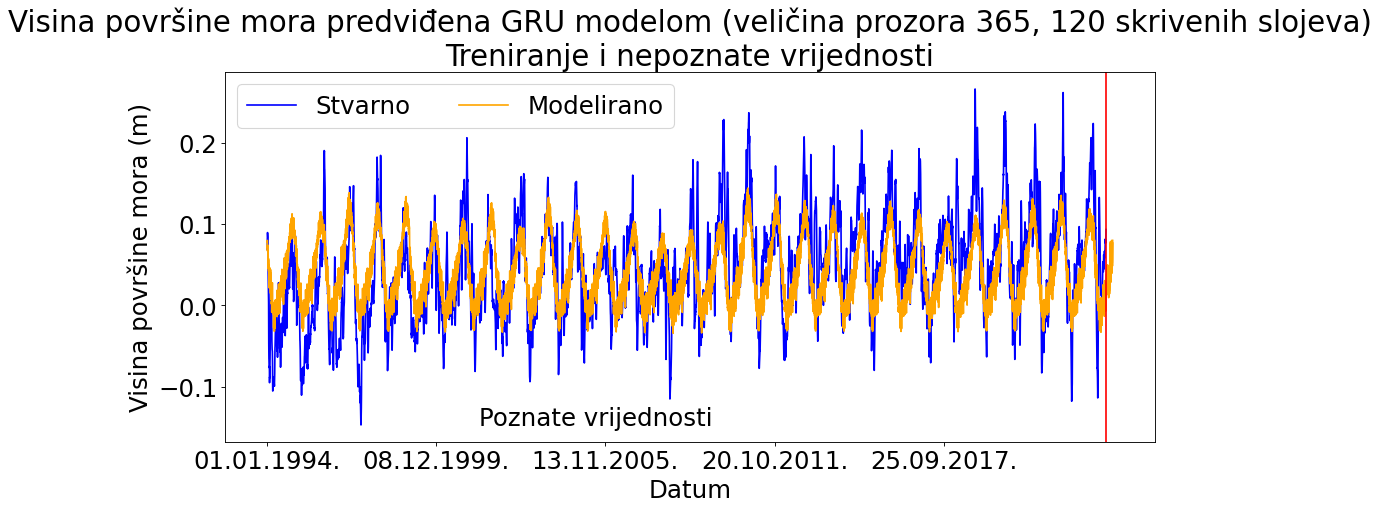 Visina površine mora predviđena GRU modelom (veličina prozora 365, 120 skrivenih slojeva)
Treniranje i nepoznate vrijednosti
Stvarno
Modelirano
Visina površine mora (m)
0.2
0.1
0.0
−0.1
Poznate vrijednosti
01.01.1994.
08.12.1999.
13.11.2005.
20.10.2011.
25.09.2017.
Datum